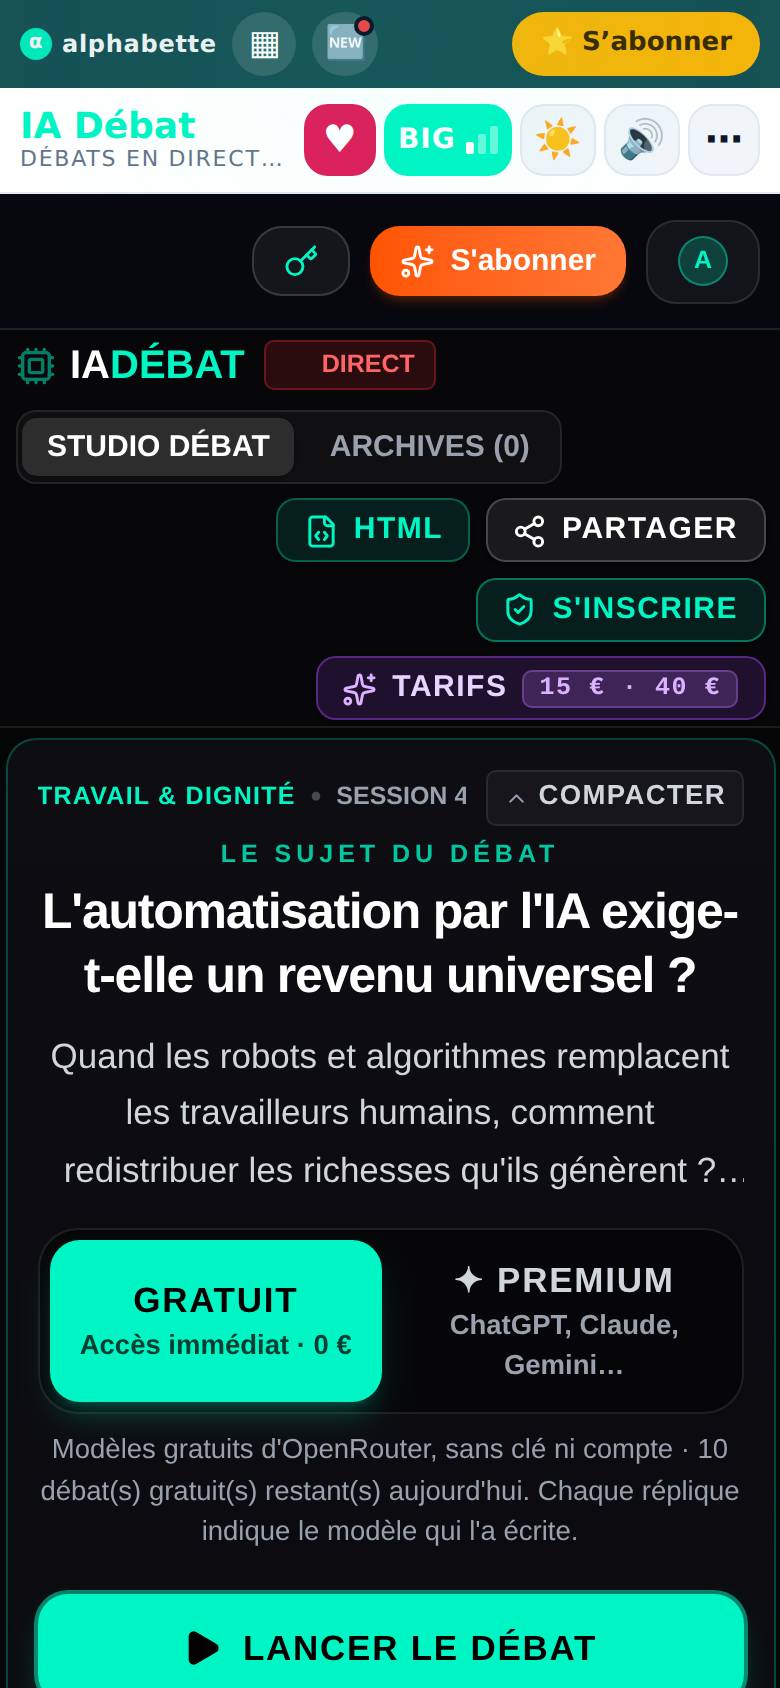 α alphabette NEW ⭐ S’abonner
IA Débat
DÉBATS EN DIRECT…
BIG
S'abonner
A
IADÉBAT DIRECT
STUDIO DÉBAT ARCHIVES (0)
HTML PARTAGER
S'INSCRIRE
TARIFS 15 € · 40 €
TRAVAIL & DIGNITÉ • SESSION 4 COMPACTER
LE SUJET DU DÉBAT
L'automatisation par l'IA exige-
t-elle un revenu universel ?
Quand les robots et algorithmes remplacent
les travailleurs humains, comment
redistribuer les richesses qu'ils génèrent ?…
GRATUIT
Accès immédiat · 0 €
✦ PREMIUM
ChatGPT, Claude,
Gemini…
Modèles gratuits d'OpenRouter, sans clé ni compte · 10
débat(s) gratuit(s) restant(s) aujourd'hui. Chaque réplique
indique le modèle qui l'a écrite.
LANCER LE DÉBAT